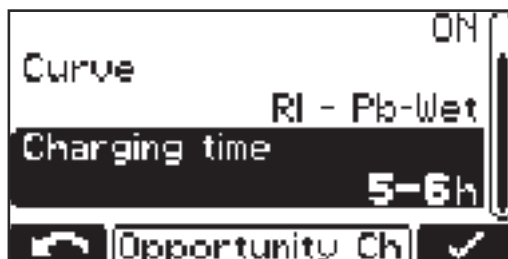 ON
Curve
RI - Pb-Wet
Charging time
5-6h
Opportunity Ch